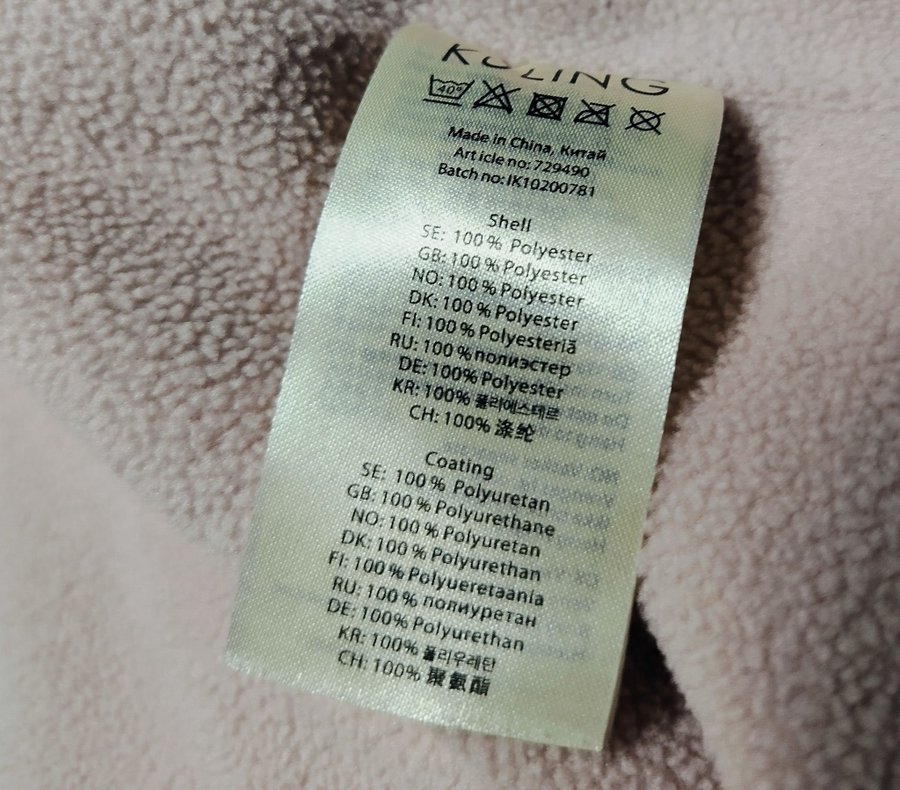 40°
Made in China, Китай
Art icle no: 729490
Batch no: IK10200781
Shell
SE: 100 % Polyester
GB: 100 % Polyester
NO: 100 % Polyester
DK: 100 % Polyester
FI: 100 % Polyesteriä
RU: 100 % полиэстер
DE: 100% Polyester
KR: 100% 폴리에스테르
CH: 100% 涤纶
Coating
SE: 100 % Polyuretan
GB: 100 % Polyurethane
NO: 100 % Polyuretan
DK: 100 % Polyurethan
FI: 100 % Polyueretaania
RU: 100 % полиуретан
DE: 100% Polyurethan
KR: 100% 폴리우레탄
CH: 100% 聚氨酯